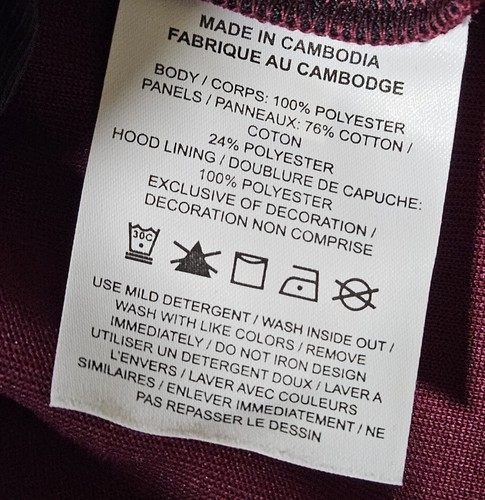 MADE IN CAMBODIA
FABRIQUE AU CAMBODGE
BODY / CORPS: 100% POLYESTER
PANELS / PANNEAUX: 76% COTTON /
COTON
24% POLYESTER
HOOD LINING / DOUBLURE DE CAPUCHE:
100% POLYESTER
EXCLUSIVE OF DECORATION /
DECORATION NON COMPRISE
30C
USE MILD DETERGENT / WASH INSIDE OUT /
WASH WITH LIKE COLORS / REMOVE
IMMEDIATELY / DO NOT IRON DESIGN
UTILISER UN DETERGENT DOUX / LAVER A
L'ENVERS / LAVER AVEC COULEURS
SIMILAIRES / ENLEVER IMMEDIATEMENT / NE
PAS REPASSER LE DESSIN